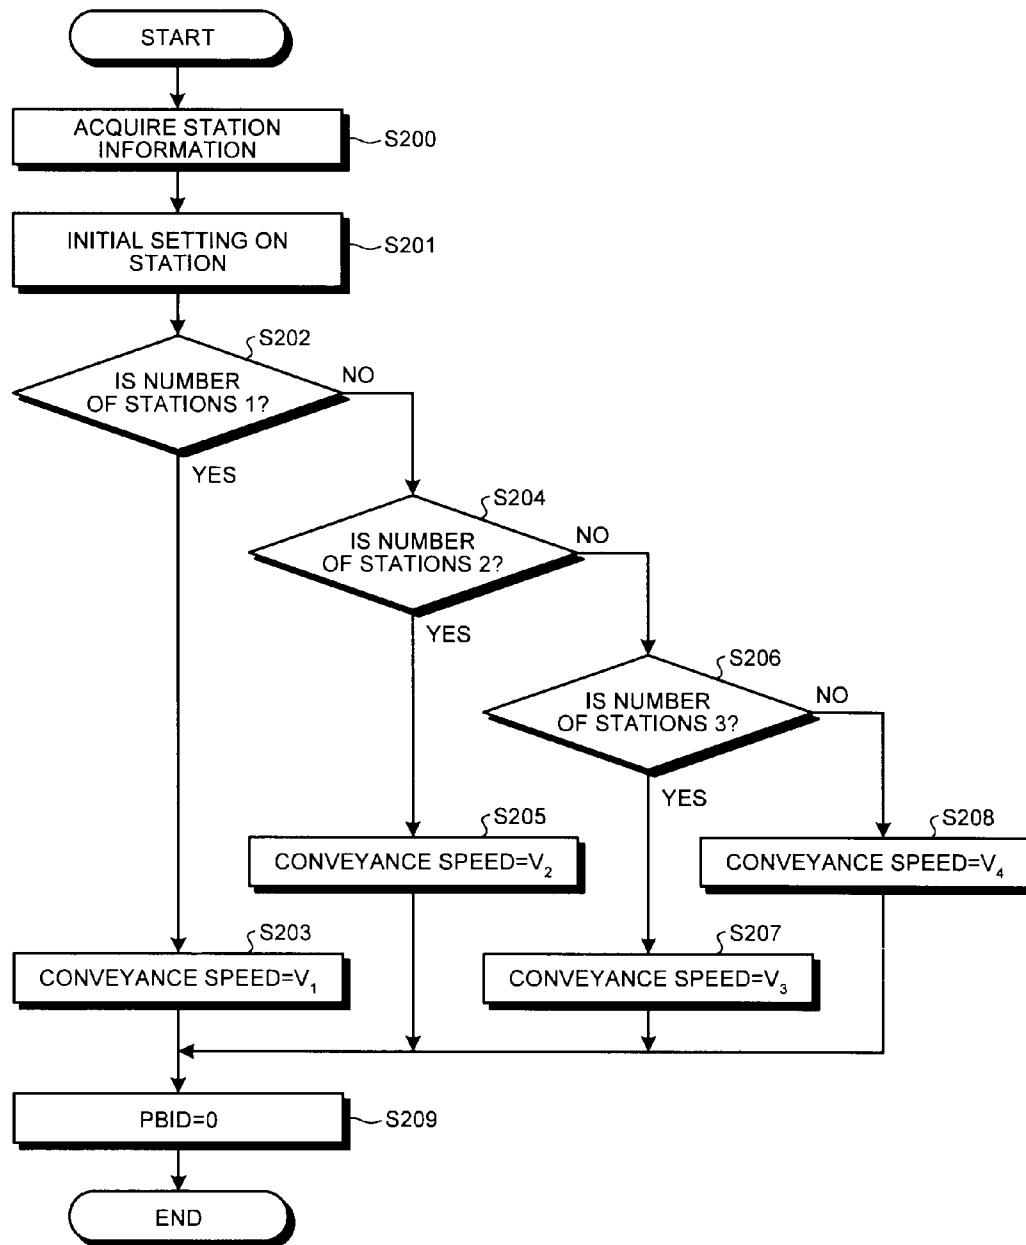 START
ACQUIRE STATION
INFORMATION
S200
INITIAL SETTING ON
STATION
S201
S202
IS NUMBER
OF STATIONS 1?
NO
YES
S204
IS NUMBER
OF STATIONS 2?
NO
YES
S206
IS NUMBER
OF STATIONS 3?
NO
YES
S205
CONVEYANCE SPEED=V2
S208
CONVEYANCE SPEED=V4
S203
CONVEYANCE SPEED=V1
S207
CONVEYANCE SPEED=V3
PBID=0
S209
END